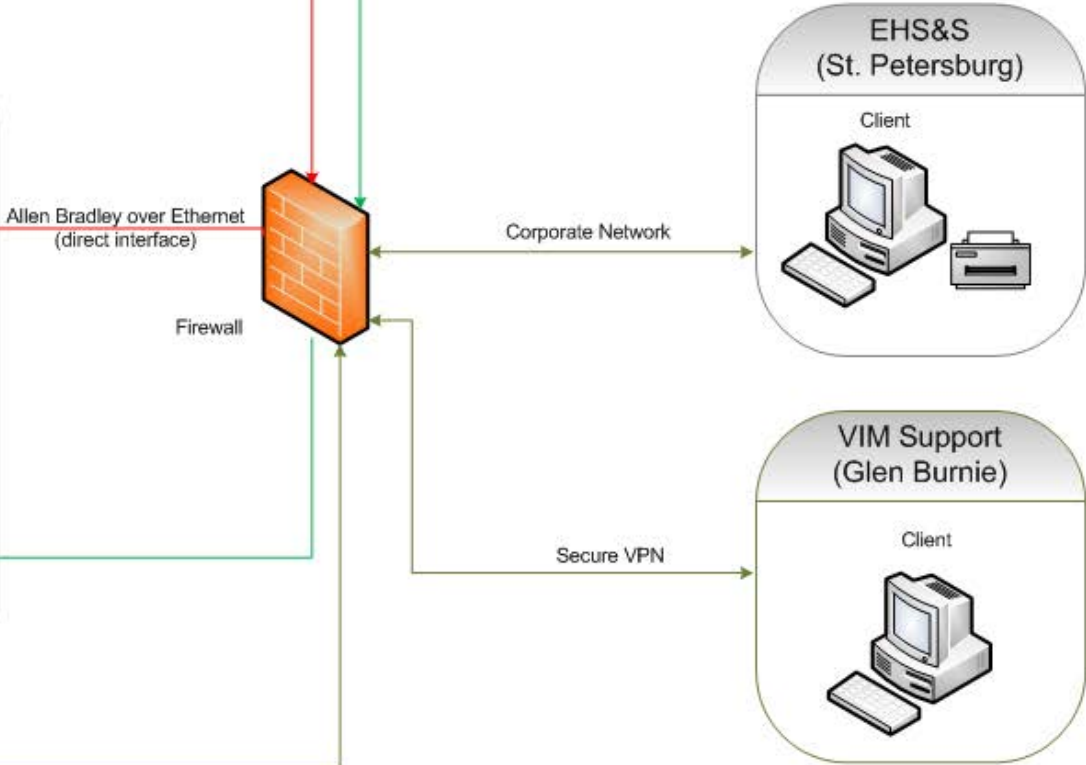 EHS&S
(St. Petersburg)
Client
Allen Bradley over Ethernet
(direct interface)
Corporate Network
Firewall
VIM Support
(Glen Burnie)
Client
Secure VPN